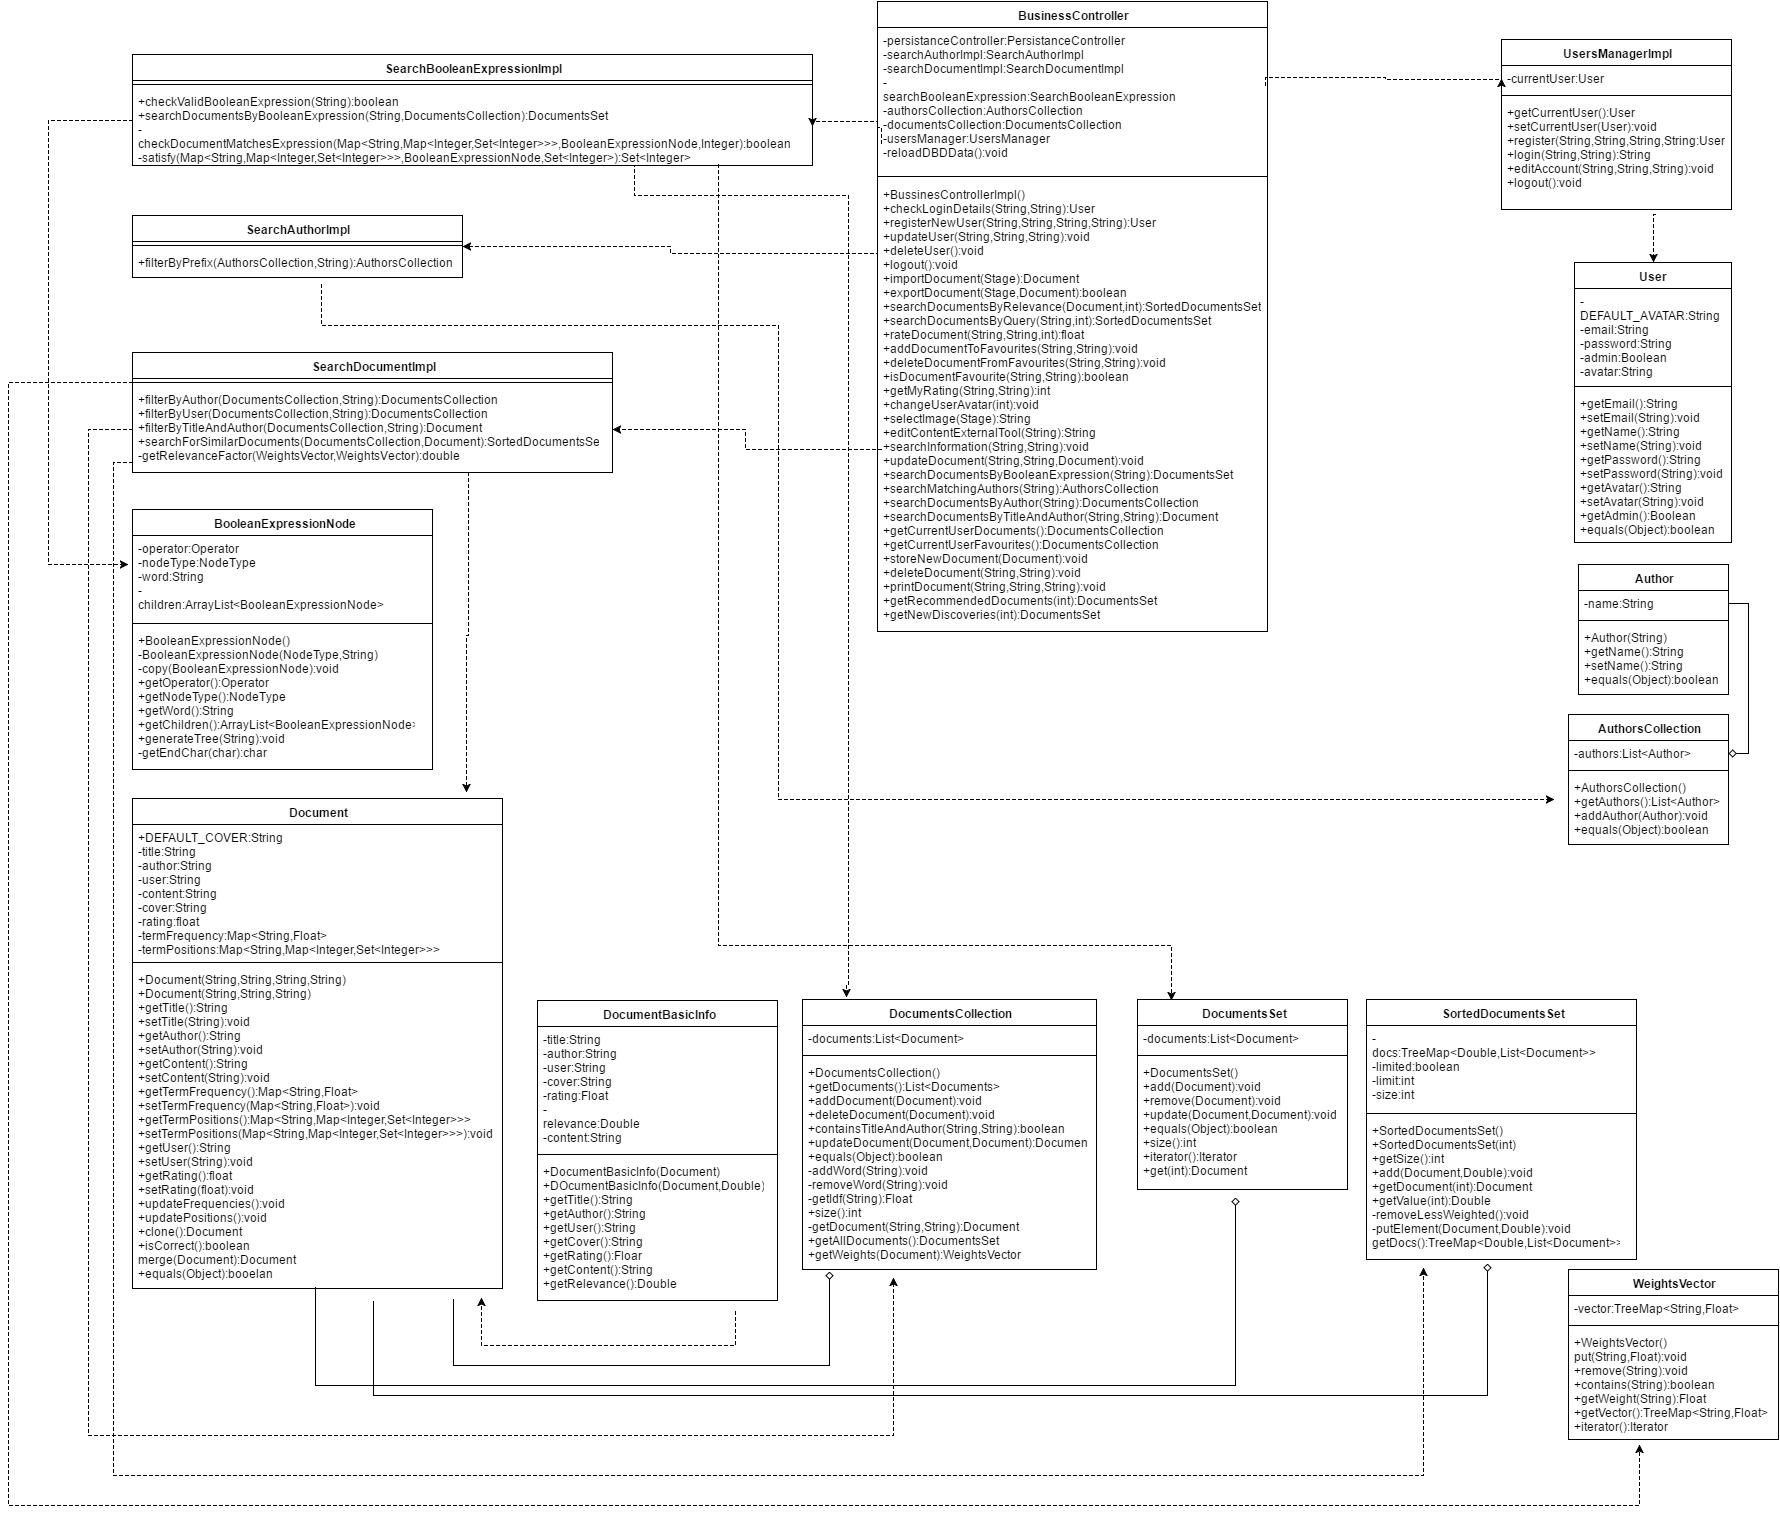 BusinessController
-persistanceController:PersistanceController
-searchAuthorImpl:SearchAuthorImpl
-searchDocumentImpl:SearchDocumentImpl
-
searchBooleanExpression:SearchBooleanExpression
-authorsCollection:AuthorsCollection
-documentsCollection:DocumentsCollection
-usersManager:UsersManager
-reloadDBDData():void
+BussinesControllerImpl()
+checkLoginDetails(String,String):User
+registerNewUser(String,String,String,String):User
+updateUser(String,String,String):void
+deleteUser():void
+logout():void
+importDocument(Stage):Document
+exportDocument(Stage,Document):boolean
+searchDocumentsByRelevance(Document,int):SortedDocumentsSet
+searchDocumentsByQuery(String,int):SortedDocumentsSet
+rateDocument(String,String,int):float
+addDocumentToFavourites(String,String):void
+deleteDocumentFromFavourites(String,String):void
+isDocumentFavourite(String,String):boolean
+getMyRating(String,String):int
+changeUserAvatar(int):void
+selectImage(Stage):String
+editContentExternalTool(String):String
+searchInformation(String,String):void
+updateDocument(String,String,Document):void
+searchDocumentsByBooleanExpression(String):DocumentsSet
+searchMatchingAuthors(String):AuthorsCollection
+searchDocumentsByAuthor(String):DocumentsCollection
+searchDocumentsByTitleAndAuthor(String,String):Document
+getCurrentUserDocuments():DocumentsCollection
+getCurrentUserFavourites():DocumentsCollection
+storeNewDocument(Document):void
+deleteDocument(String,String):void
+printDocument(String,String,String):void
+getRecommendedDocuments(int):DocumentsSet
+getNewDiscoveries(int):DocumentsSet
UsersManagerImpl
-currentUser:User
+getCurrentUser():User
+setCurrentUser(User):void
+register(String,String,String,String:User
+login(String,String):String
+editAccount(String,String,String):void
+logout():void
SearchBooleanExpressionImpl
+checkValidBooleanExpression(String):boolean
+searchDocumentsByBooleanExpression(String,DocumentsCollection):DocumentsSet
-
checkDocumentMatchesExpression(Map<String,Map<Integer,Set<Integer>>>,BooleanExpressionNode,Integer):boolean
-satisfy(Map<String,Map<Integer,Set<Integer>>>,BooleanExpressionNode,Set<Integer>):Set<Integer>
SearchAuthorImpl
+filterByPrefix(AuthorsCollection,String):AuthorsCollection
User
-
DEFAULT_AVATAR:String
-email:String
-password:String
-admin:Boolean
-avatar:String
+getEmail():String
+setEmail(String):void
+getName():String
+setName(String):void
+getPassword():String
+setPassword(String):void
+getAvatar():String
+setAvatar(String):void
+getAdmin():Boolean
+equals(Object):boolean
SearchDocumentImpl
+filterByAuthor(DocumentsCollection,String):DocumentsCollection
+filterByUser(DocumentsCollection,String):DocumentsCollection
+filterByTitleAndAuthor(DocumentsCollection,String):Document
+searchForSimilarDocuments(DocumentsCollection,Document):SortedDocumentsSe
-getRelevanceFactor(WeightsVector,WeightsVector):double
BooleanExpressionNode
-operator:Operator
-nodeType:NodeType
-word:String
-
children:ArrayList<BooleanExpressionNode>
+BooleanExpressionNode()
-BooleanExpressionNode(NodeType,String)
-copy(BooleanExpressionNode):void
+getOperator():Operator
+getNodeType():NodeType
+getWord():String
+getChildren():ArrayList<BooleanExpressionNode>
+generateTree(String):void
-getEndChar(char):char
Author
-name:String
+Author(String)
+getName():String
+setName():String
+equals(Object):boolean
AuthorsCollection
-authors:List<Author>
+AuthorsCollection()
+getAuthors():List<Author>
+addAuthor(Author):void
+equals(Object):boolean
Document
+DEFAULT_COVER:String
-title:String
-author:String
-user:String
-content:String
-cover:String
-rating:float
-termFrequency:Map<String,Float>
-termPositions:Map<String,Map<Integer,Set<Integer>>>
+Document(String,String,String,String)
+Document(String,String,String)
+getTitle():String
+setTitle(String):void
+getAuthor():String
+setAuthor(String):void
+getContent():String
+setContent(String):void
+getTermFrequency():Map<String,Float>
+setTermFrequency(Map<String,Float>):void
+getTermPositions():Map<String,Map<Integer,Set<Integer>>>
+setTermPositions(Map<String,Map<Integer,Set<Integer>>>):void
+getUser():String
+setUser(String):void
+getRating():float
+setRating(float):void
+updateFrequencies():void
+updatePositions():void
+clone():Document
+isCorrect():boolean
merge(Document):Document
+equals(Object):booelan
DocumentBasicInfo
-title:String
-author:String
-user:String
-cover:String
-rating:Float
-
relevance:Double
-content:String
+DocumentBasicInfo(Document)
+DOcumentBasicInfo(Document,Double)
+getTitle():String
+getAuthor():String
+getUser():String
+getCover():String
+getRating():Floar
+getContent():String
+getRelevance():Double
DocumentsCollection
-documents:List<Document>
+DocumentsCollection()
+getDocuments():List<Documents>
+addDocument(Document):void
+deleteDocument(Document):void
+containsTitleAndAuthor(String,String):boolean
+updateDocument(Document,Document):Documen
+equals(Object):boolean
-addWord(String):void
-removeWord(String):void
-getIdf(String):Float
+size():int
-getDocument(String,String):Document
+getAllDocuments():DocumentsSet
+getWeights(Document):WeightsVector
DocumentsSet
-documents:List<Document>
+DocumentsSet()
+add(Document):void
+remove(Document):void
+update(Document,Document):void
+equals(Object):boolean
+size():int
+iterator():Iterator
+get(int):Document
SortedDocumentsSet
-
docs:TreeMap<Double,List<Document>>
-limited:boolean
-limit:int
-size:int
+SortedDocumentsSet()
+SortedDocumentsSet(int)
+getSize():int
+add(Document,Double):void
+getDocument(int):Document
+getValue(int):Double
-removeLessWeighted():void
-putElement(Document,Double):void
getDocs():TreeMap<Double,List<Document>>
WeightsVector
-vector:TreeMap<String,Float>
+WeightsVector()
put(String,Float):void
+remove(String):void
+contains(String):boolean
+getWeight(String):Float
+getVector():TreeMap<String,Float>
+iterator():Iterator